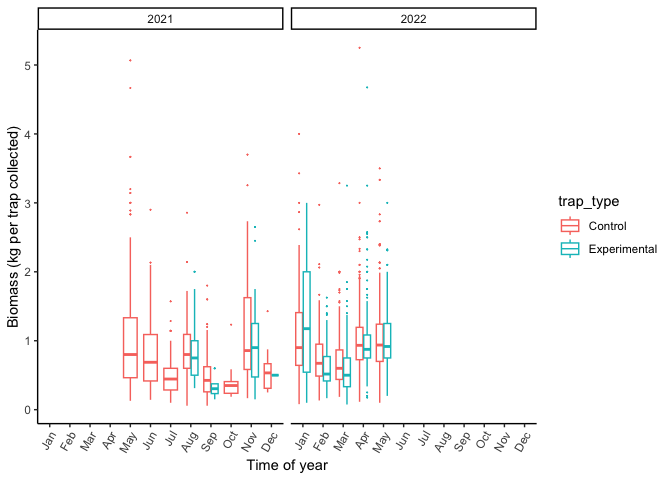 2021 2022
Biomass (kg per trap collected)
5
4
3
2
1
0
Jan Feb Mar Apr May Jun Jul Aug Sep Oct Nov Dec Jan Feb Mar Apr May Jun Jul Aug Sep Oct Nov Dec
Time of year
trap_type
Control
Experimental